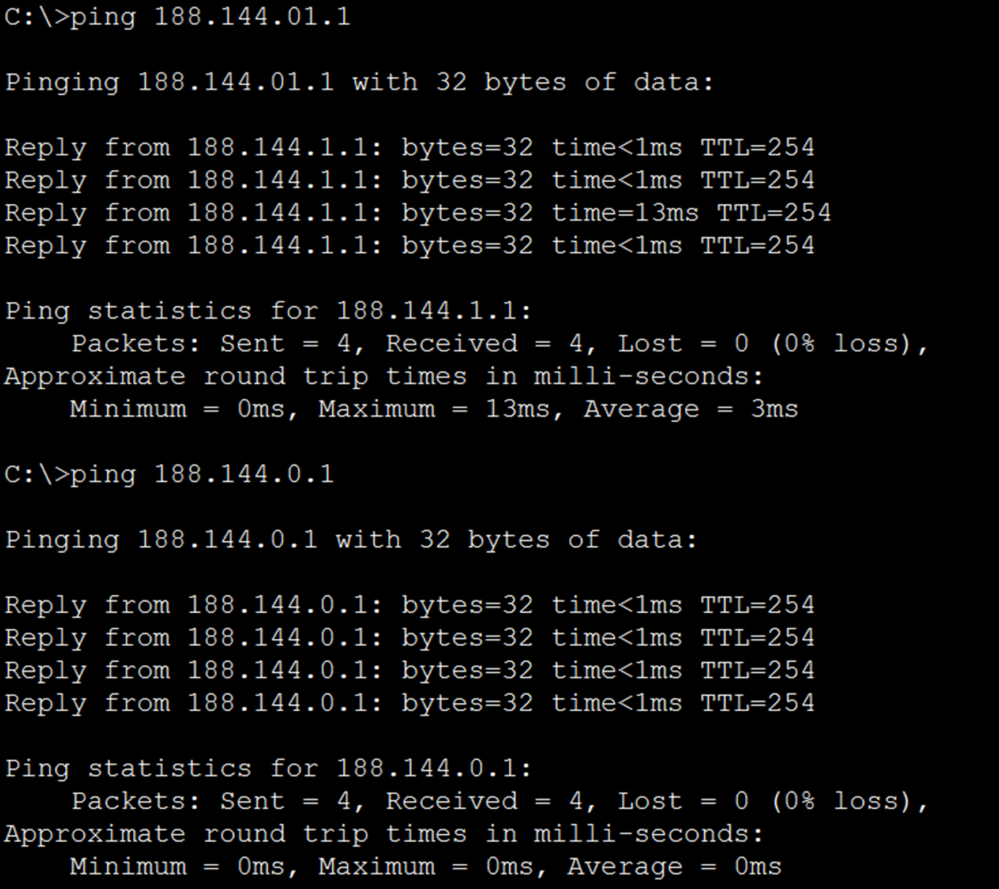 C:\>ping 188.144.01.1
Pinging 188.144.01.1 with 32 bytes of data:
Reply from 188.144.1.1: bytes=32 time<1ms TTL=254
Reply from 188.144.1.1: bytes=32 time<1ms TTL=254
Reply from 188.144.1.1: bytes=32 time=13ms TTL=254
Reply from 188.144.1.1: bytes=32 time<1ms TTL=254
Ping statistics for 188.144.1.1:
    Packets: Sent = 4, Received = 4, Lost = 0 (0% loss),
Approximate round trip times in milli-seconds:
    Minimum = 0ms, Maximum = 13ms, Average = 3ms
C:\>ping 188.144.0.1
Pinging 188.144.0.1 with 32 bytes of data:
Reply from 188.144.0.1: bytes=32 time<1ms TTL=254
Reply from 188.144.0.1: bytes=32 time<1ms TTL=254
Reply from 188.144.0.1: bytes=32 time<1ms TTL=254
Reply from 188.144.0.1: bytes=32 time<1ms TTL=254
Ping statistics for 188.144.0.1:
    Packets: Sent = 4, Received = 4, Lost = 0 (0% loss),
Approximate round trip times in milli-seconds:
    Minimum = 0ms, Maximum = 0ms, Average = 0ms